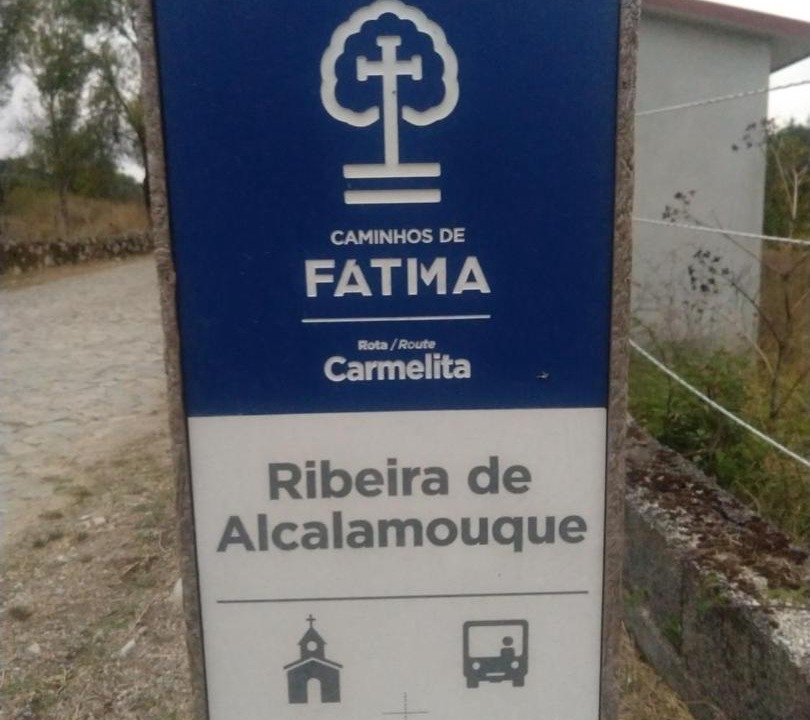 CAMINHOS DE
FATIMA
Rota / Route
Carmelita
Ribeira de
Alcalamouque